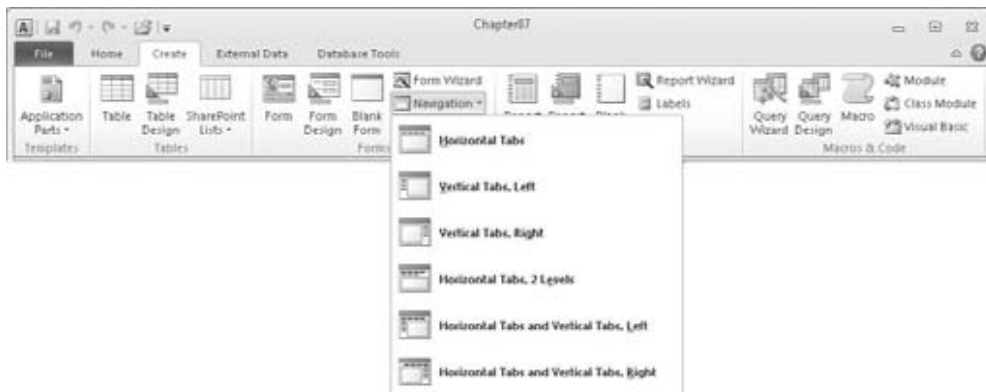 Chapter07
File Home Create External Data Database Tools
Application Parts
Table
Table Design
SharePoint Lists
Form
Form Design
Blank Form
Form Wizard
Navigation
Report Wizard
Labels
Query Wizard
Query Design
Macro
Module
Class Module
Visual Basic
Templates
Tables
Forms
Macros & Code
Horizontal Tabs
Vertical Tabs, Left
Vertical Tabs, Right
Horizontal Tabs, 2 Levels
Horizontal Tabs and Vertical Tabs, Left
Horizontal Tabs and Vertical Tabs, Right